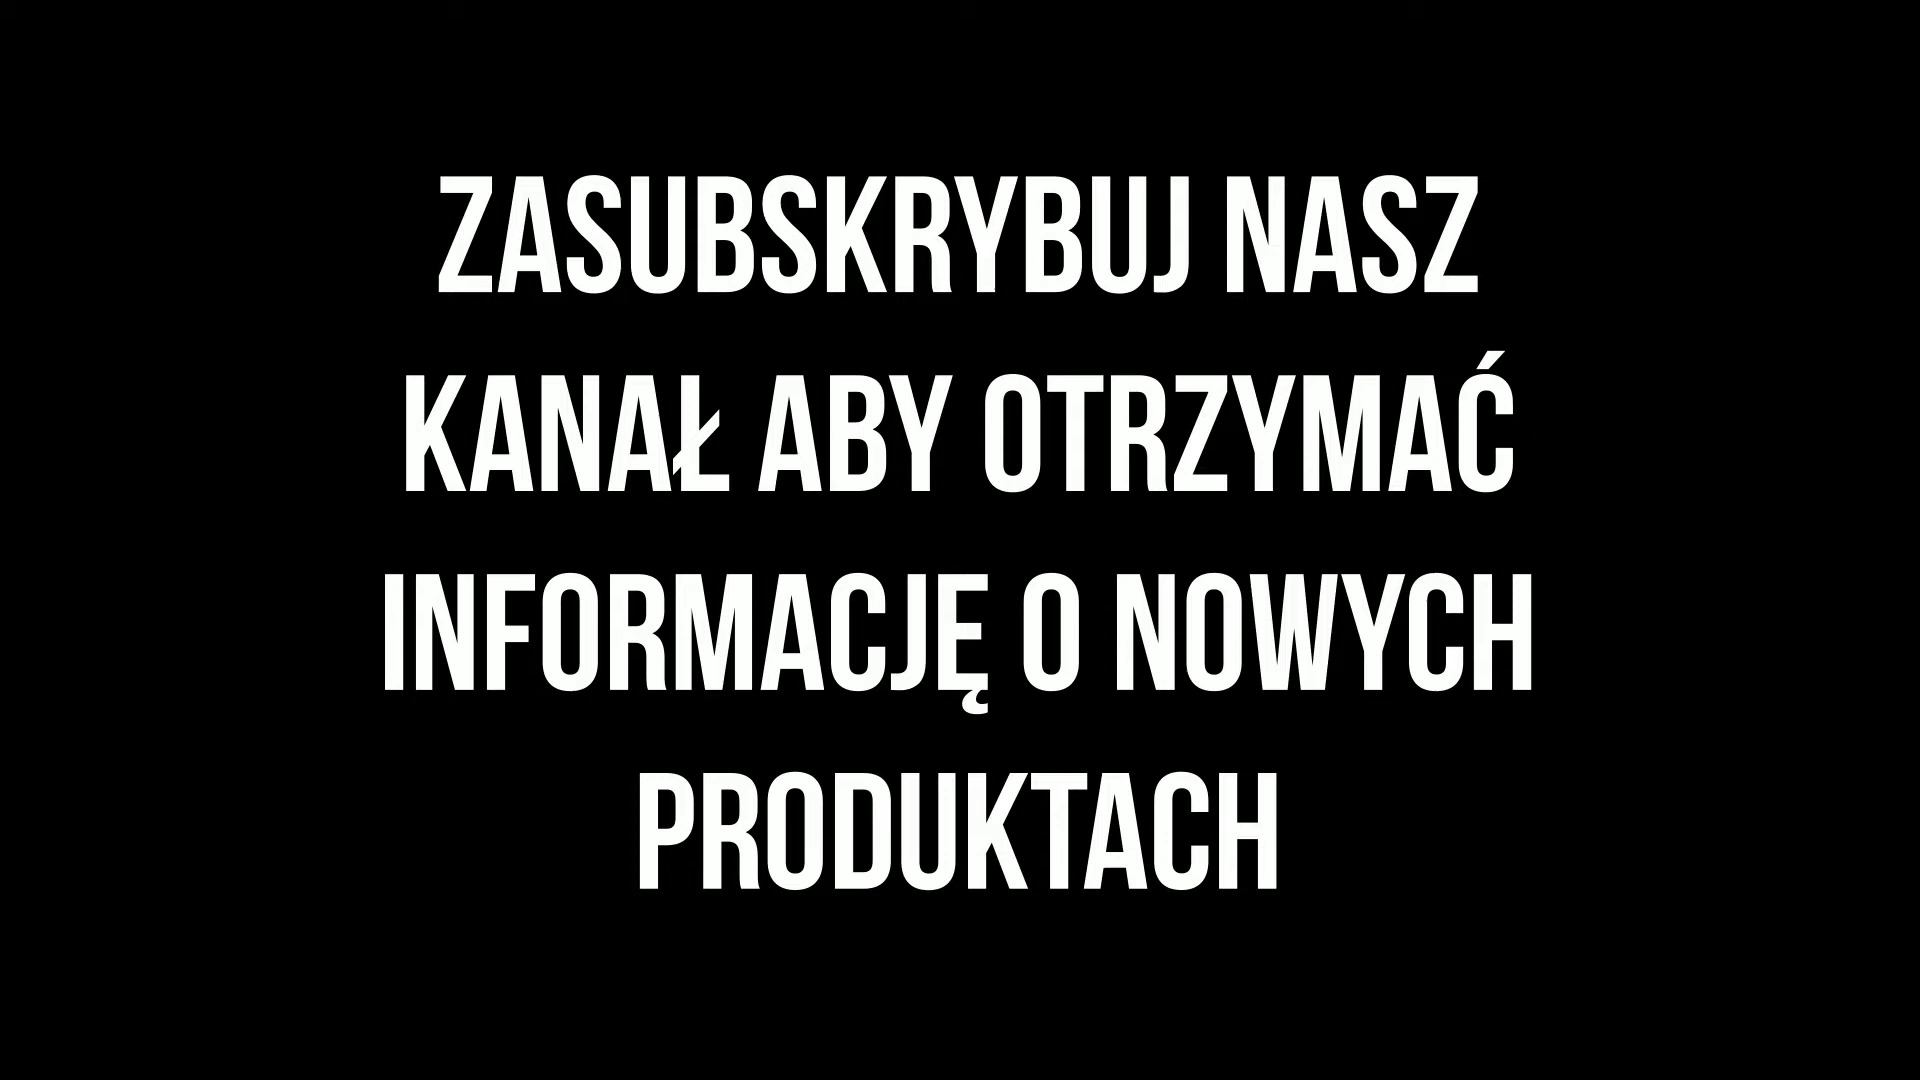 ZASUBSKRYBUJ NASZ
KANAŁ ABY OTRZYMAĆ
INFORMACJĘ O NOWYCH
PRODUKTACH